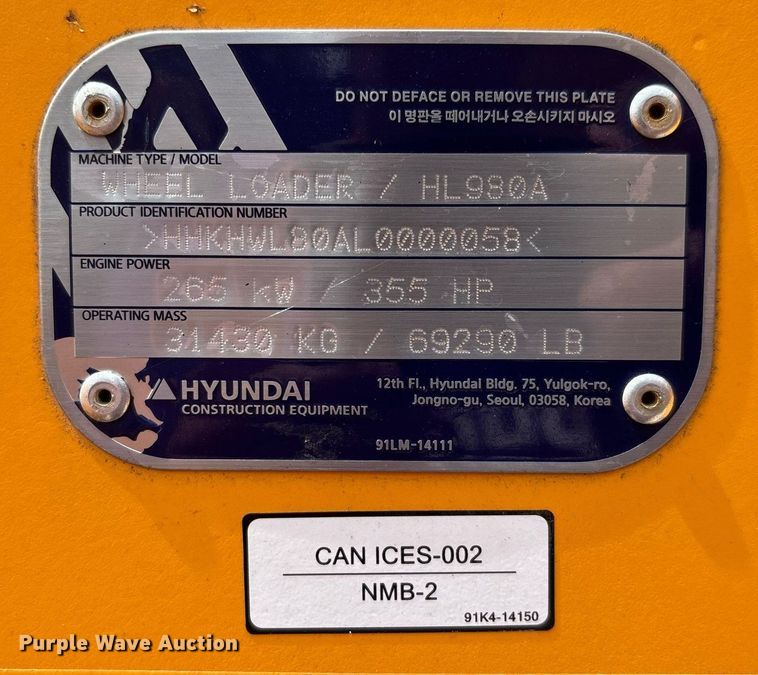 DO NOT DEFACE OR REMOVE THIS PLATE
이 명판을 떼어내거나 오손시키지 마시오
MACHINE TYPE / MODEL
WHEEL LOADER / HL980A
PRODUCT IDENTIFICATION NUMBER
>HHKHWL80AL0000058<
ENGINE POWER
265 kW / 355 HP
OPERATING MASS
31430 KG / 69290 LB
HYUNDAI
CONSTRUCTION EQUIPMENT
12th Fl., Hyundai Bldg. 75, Yulgok-ro,
Jongno-gu, Seoul, 03058, Korea
91LM-14111
CAN ICES-002
NMB-2
91K4-14150
Purple Wave Auction